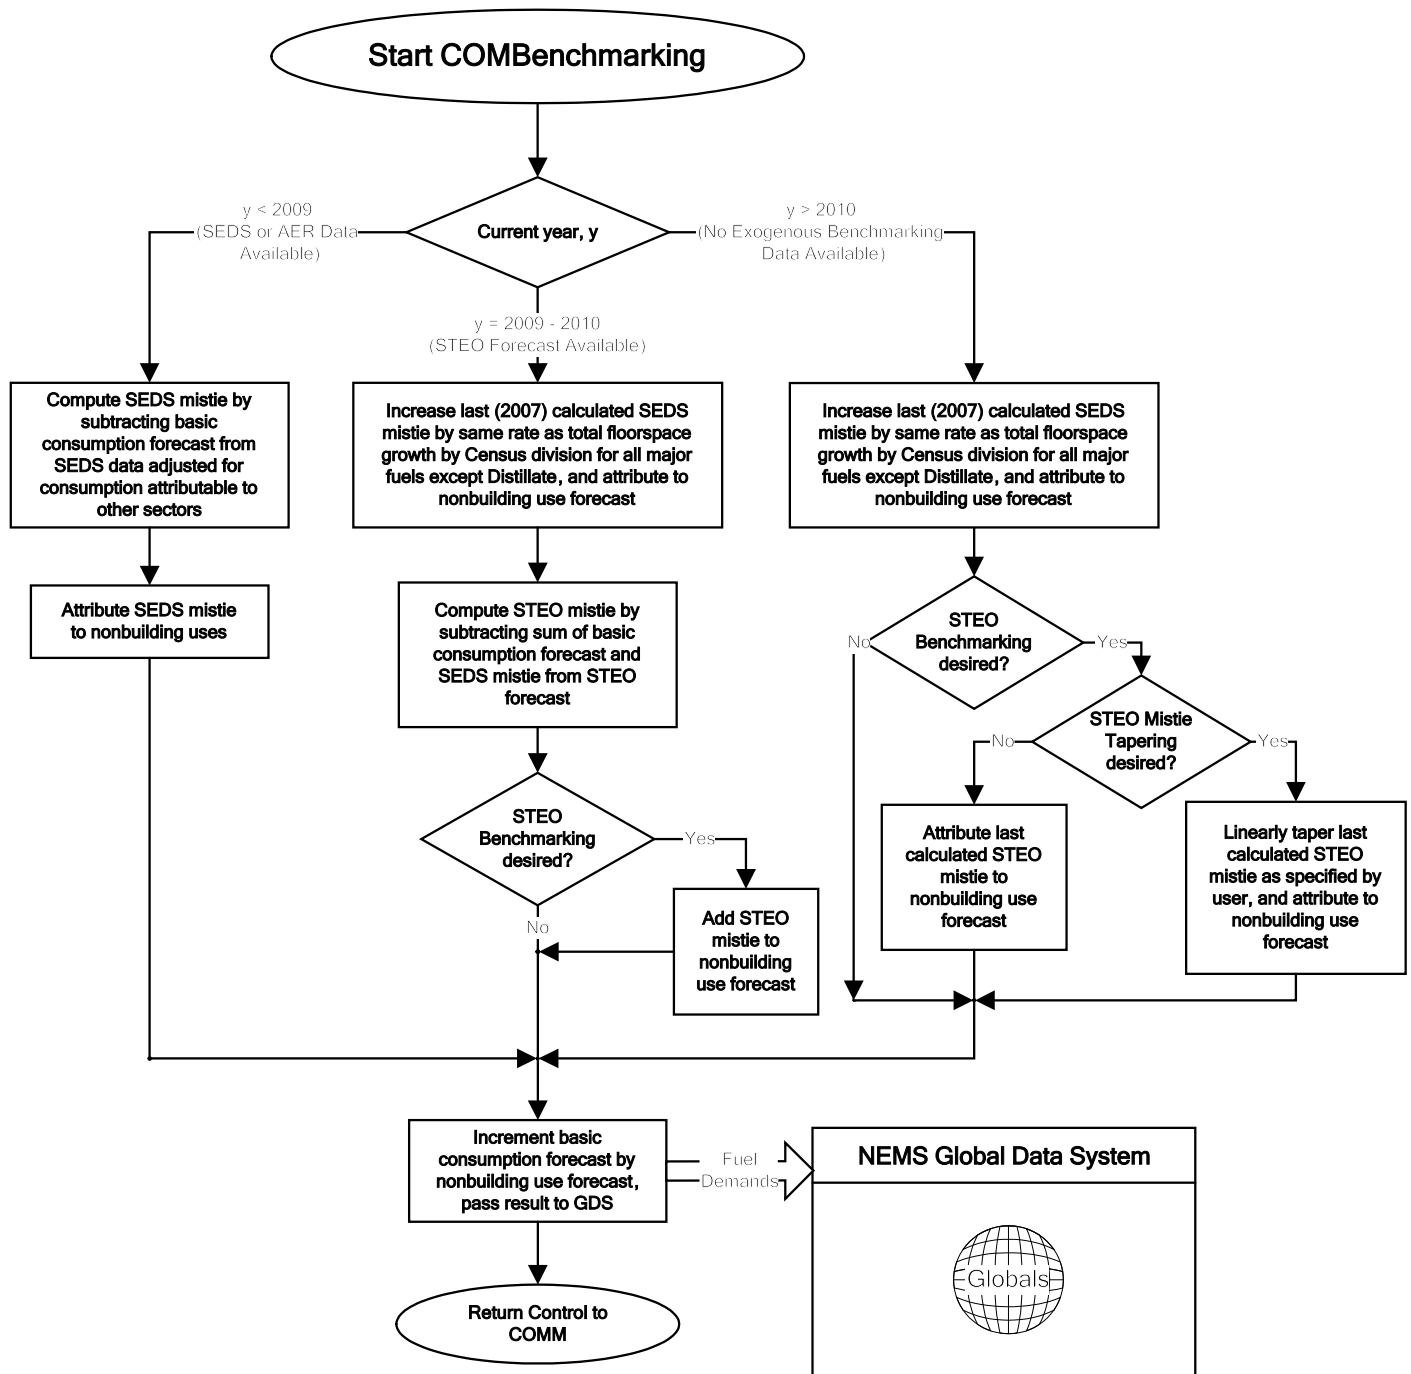 Start COMBenchmarking
Current year, y
y < 2009
(SEDS or AER Data
Available)
y > 2010
(No Exogenous Benchmarking
Data Available)
y = 2009 - 2010
(STEO Forecast Available)
Compute SEDS mistie by
subtracting basic
consumption forecast from
SEDS data adjusted for
consumption attributable to
other sectors
Attribute SEDS mistie
to nonbuilding uses
Increase last (2007) calculated SEDS
mistie by same rate as total floorspace
growth by Census division for all major
fuels except Distillate, and attribute to
nonbuilding use forecast
Compute STEO mistie by
subtracting sum of basic
consumption forecast and
SEDS mistie from STEO
forecast
STEO
Benchmarking
desired?
Yes
No
Add STEO
mistie to
nonbuilding
use forecast
Increase last (2007) calculated SEDS
mistie by same rate as total floorspace
growth by Census division for all major
fuels except Distillate, and attribute to
nonbuilding use forecast
STEO
Benchmarking
desired?
No
Yes
STEO Mistie
Tapering
desired?
No
Yes
Attribute last
calculated STEO
mistie to
nonbuilding use
forecast
Linearly taper last
calculated STEO
mistie as specified by
user, and attribute to
nonbuilding use
forecast
Increment basic
consumption forecast by
nonbuilding use forecast,
pass result to GDS
Fuel
Demands
NEMS Global Data System
Globals
Return Control to
COMM